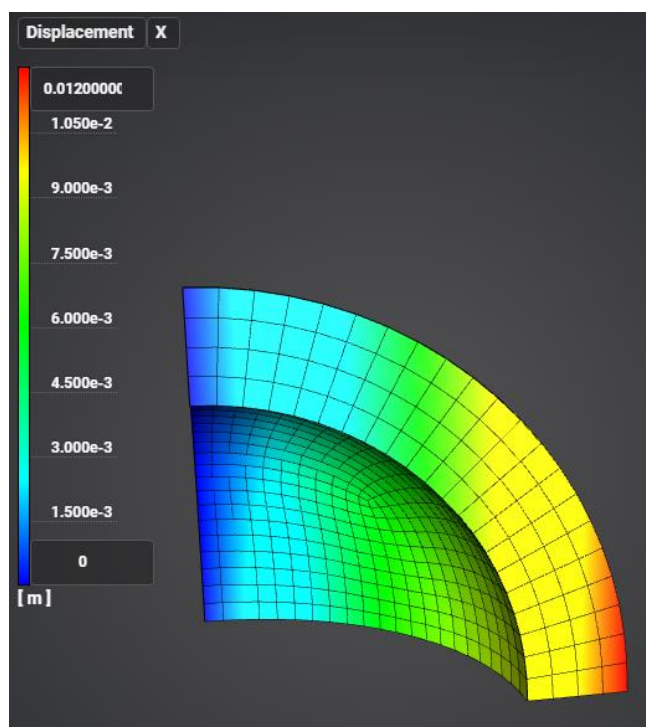 Displacement X
0.01200000
1.050e-2
9.000e-3
7.500e-3
6.000e-3
4.500e-3
3.000e-3
1.500e-3
0
[ m ]